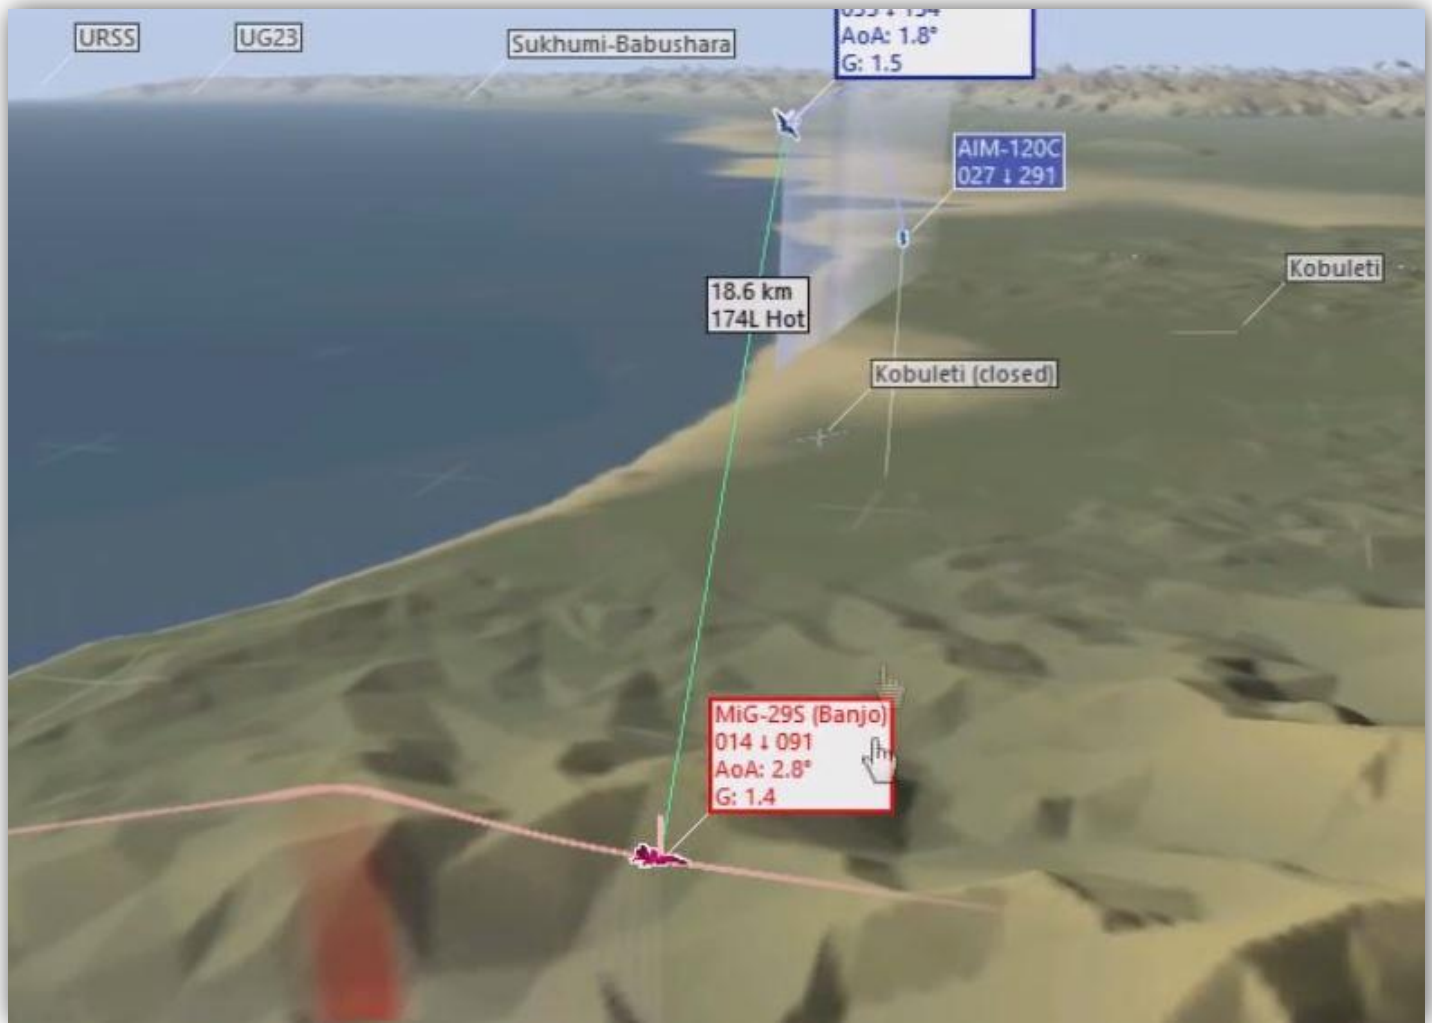 URSS
UG23
Sukhumi-Babushara
AoA: 1.8°
G: 1.5
AIM-120C
027 ↓ 291
Kobuleti
18.6 km
174L Hot
Kobuleti (closed)
MiG-29S (Banjo)
014 ↓ 091
AoA: 2.8°
G: 1.4